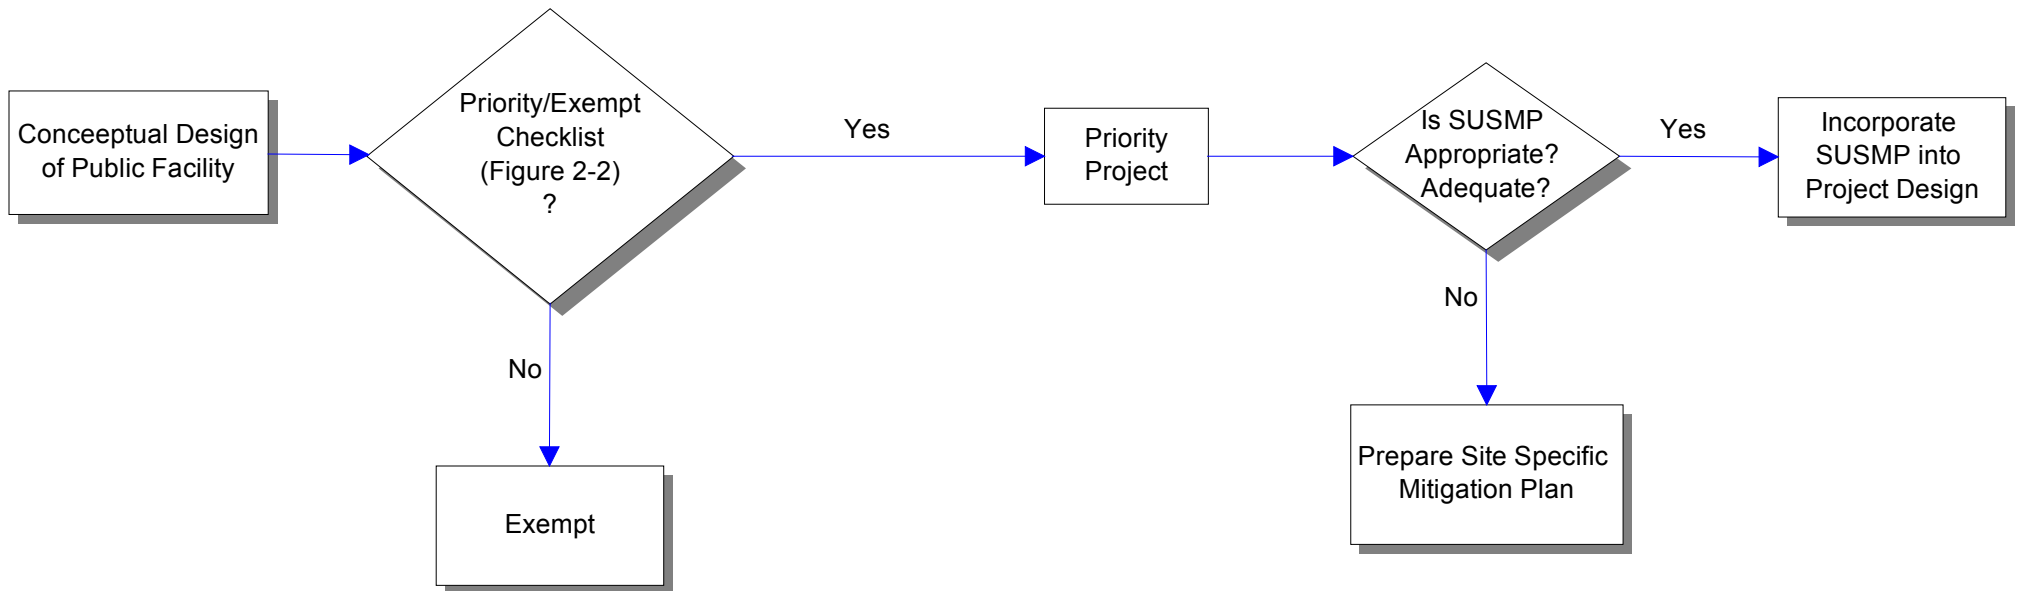 Conceeptual Design
of Public Facility
Priority/Exempt
Checklist
(Figure 2-2)
?
Yes
No
Exempt
Priority
Project
Is SUSMP
Appropriate?
Adequate?
Yes
No
Incorporate
SUSMP into
Project Design
Prepare Site Specific
Mitigation Plan